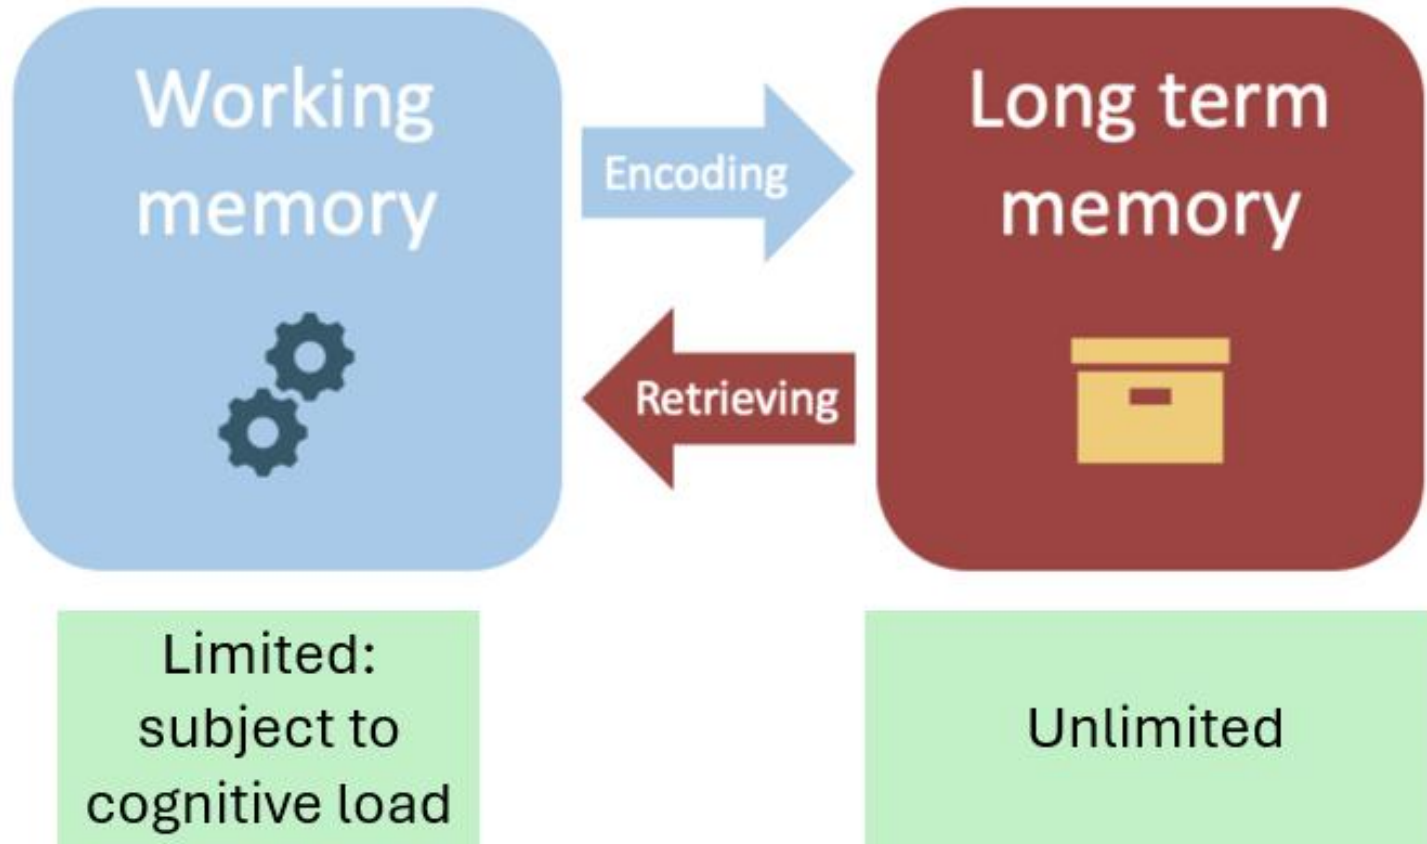 Working
memory
Encoding
Retrieving
Long term
memory
Limited:
subject to
cognitive load
Unlimited